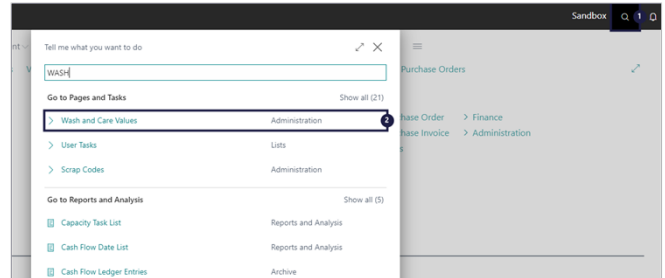 Sandbox 1
nt
Tell me what you want to do
V
Purchase Orders
WASH
Go to Pages and Tasks Show all (21)
Wash and Care Values Administration 2
hase Order > Finance
User Tasks Lists
hase Invoice > Administration
s
Scrap Codes Administration
Go to Reports and Analysis Show all (5)
Capacity Task List Reports and Analysis
Cash Flow Date List Reports and Analysis
Cash Flow Ledger Entries Archive